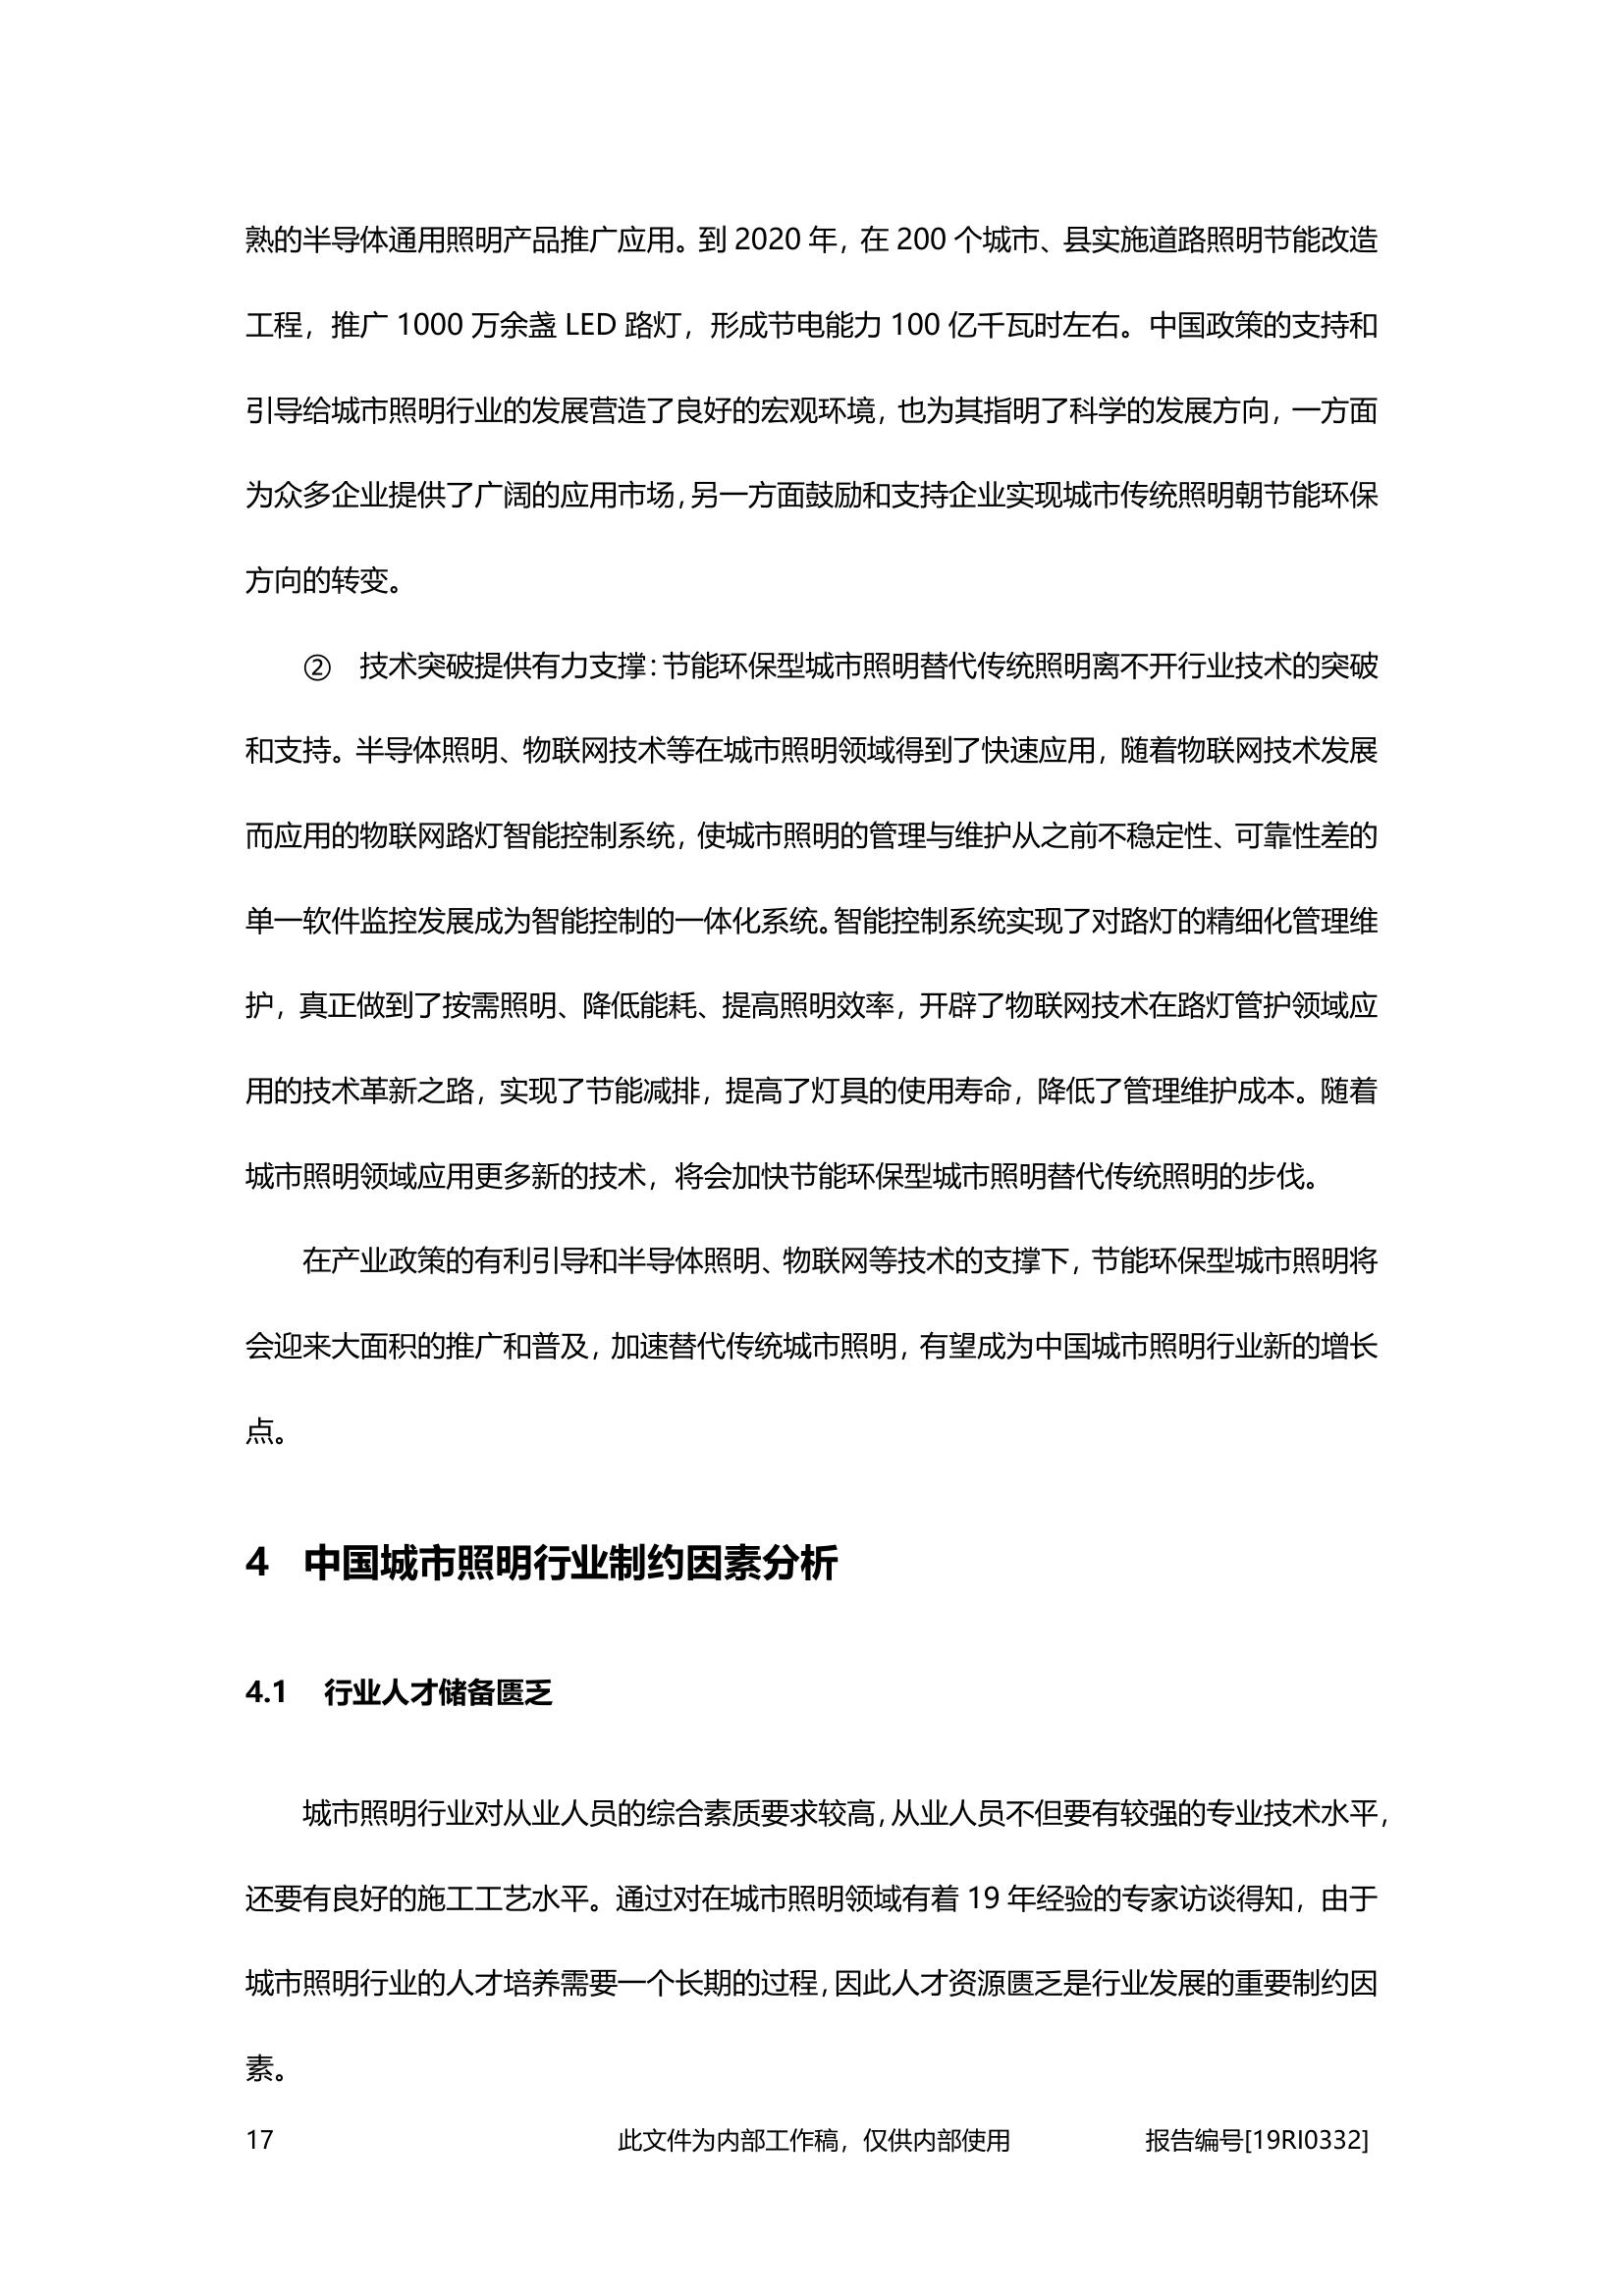 熟的半导体通用照明产品推广应用。到 2020 年，在 200 个城市、县实施道路照明节能改造
工程，推广 1000 万余盏 LED 路灯，形成节电能力 100 亿千瓦时左右。中国政策的支持和
引导给城市照明行业的发展营造了良好的宏观环境，也为其指明了科学的发展方向，一方面
为众多企业提供了广阔的应用市场，另一方面鼓励和支持企业实现城市传统照明朝节能环保
方向的转变。
② 技术突破提供有力支撑：节能环保型城市照明替代传统照明离不开行业技术的突破
和支持。半导体照明、物联网技术等在城市照明领域得到了快速应用，随着物联网技术发展
而应用的物联网路灯智能控制系统，使城市照明的管理与维护从之前不稳定性、可靠性差的
单一软件监控发展成为智能控制的一体化系统。智能控制系统实现了对路灯的精细化管理维
护，真正做到了按需照明、降低能耗、提高照明效率，开辟了物联网技术在路灯管护领域应
用的技术革新之路，实现了节能减排，提高了灯具的使用寿命，降低了管理维护成本。随着
城市照明领域应用更多新的技术，将会加快节能环保型城市照明替代传统照明的步伐。
在产业政策的有利引导和半导体照明、物联网等技术的支撑下，节能环保型城市照明将
会迎来大面积的推广和普及，加速替代传统城市照明，有望成为中国城市照明行业新的增长
点。
4 中国城市照明行业制约因素分析
4.1 行业人才储备匮乏
城市照明行业对从业人员的综合素质要求较高，从业人员不但要有较强的专业技术水平，
还要有良好的施工工艺水平。通过对在城市照明领域有着 19 年经验的专家访谈得知，由于
城市照明行业的人才培养需要一个长期的过程，因此人才资源匮乏是行业发展的重要制约因
素。
17 此文件为内部工作稿，仅供内部使用 报告编号[19RI0332]